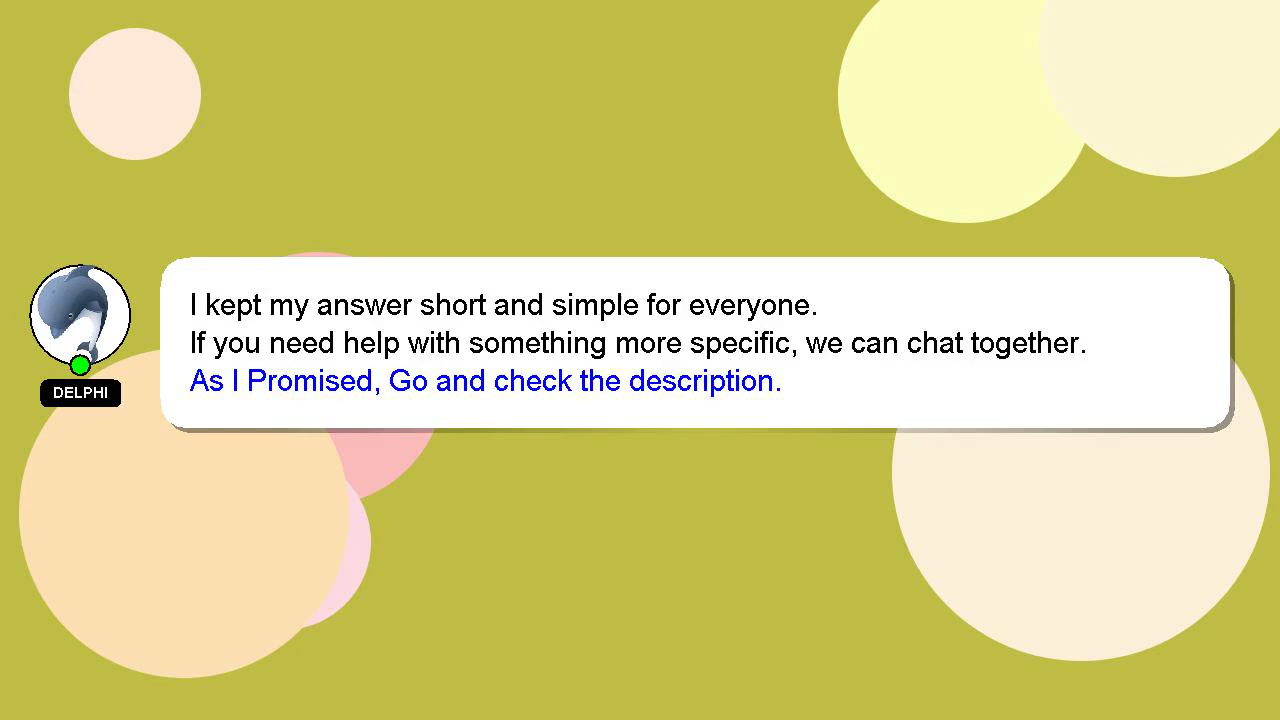 I kept my answer short and simple for everyone.
If you need help with something more specific, we can chat together.
As I Promised, Go and check the description.
DELPHI